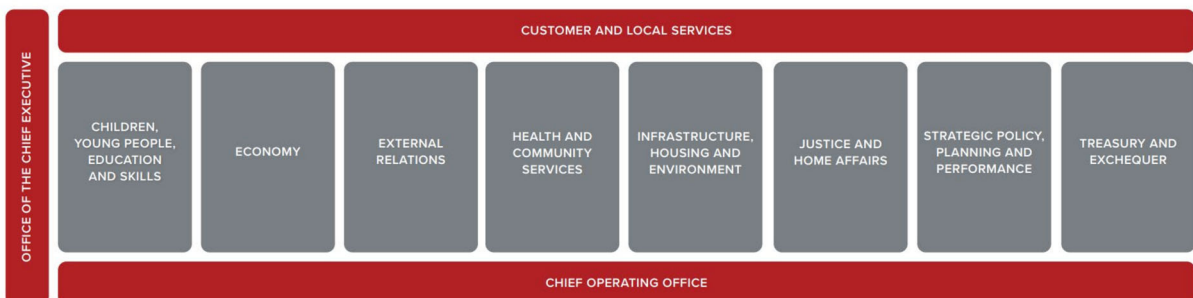 OFFICE OF THE CHIEF EXECUTIVE
CUSTOMER AND LOCAL SERVICES
CHILDREN,
YOUNG PEOPLE,
EDUCATION
AND SKILLS
ECONOMY
EXTERNAL
RELATIONS
HEALTH AND
COMMUNITY
SERVICES
INFRASTRUCTURE,
HOUSING AND
ENVIRONMENT
JUSTICE AND
HOME AFFAIRS
STRATEGIC POLICY,
PLANNING AND
PERFORMANCE
TREASURY AND
EXCHEQUER
CHIEF OPERATING OFFICE